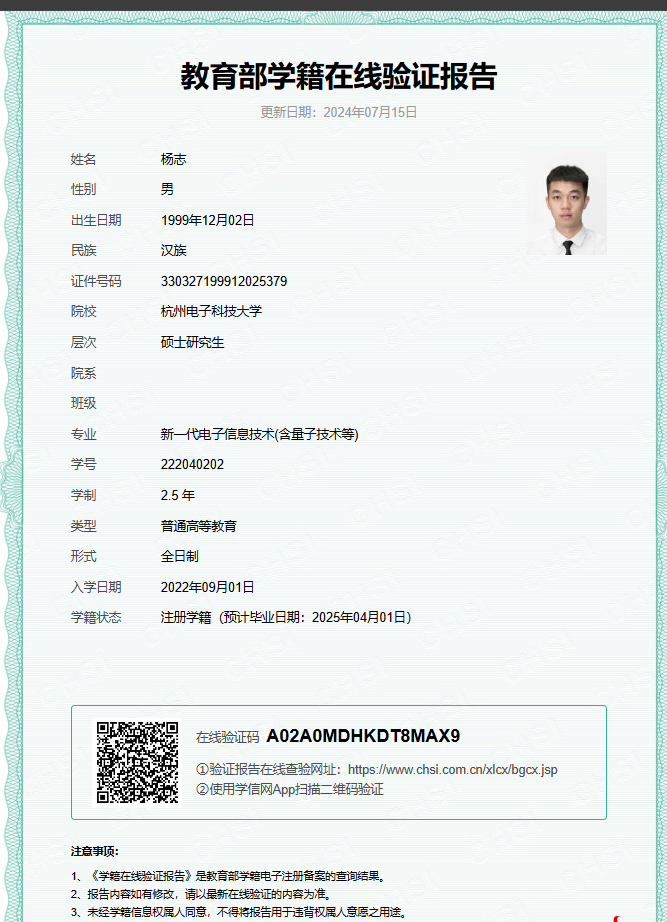 教育部学籍在线验证报告
更新日期：2024年07月15日
姓名 杨志
性别 男
出生日期 1999年12月02日
民族 汉族
证件号码 330327199912025379
院校 杭州电子科技大学
层次 硕士研究生
院系
班级
专业 新一代电子信息技术(含量子技术等)
学号 222040202
学制 2.5 年
类型 普通高等教育
形式 全日制
入学日期 2022年09月01日
学籍状态 注册学籍（预计毕业日期：2025年04月01日）
在线验证码 A02A0MDHKDT8MAX9
①验证报告在线查验网址：https://www.chsi.com.cn/xlcx/bgcx.jsp
②使用学信网App扫描二维码验证
注意事项：
1、《学籍在线验证报告》是教育部学籍电子注册备案的查询结果。
2、报告内容如有修改，请以最新在线验证的内容为准。
3、未经学籍信息权属人同意，不得将报告用于违背权属人意愿之用途。